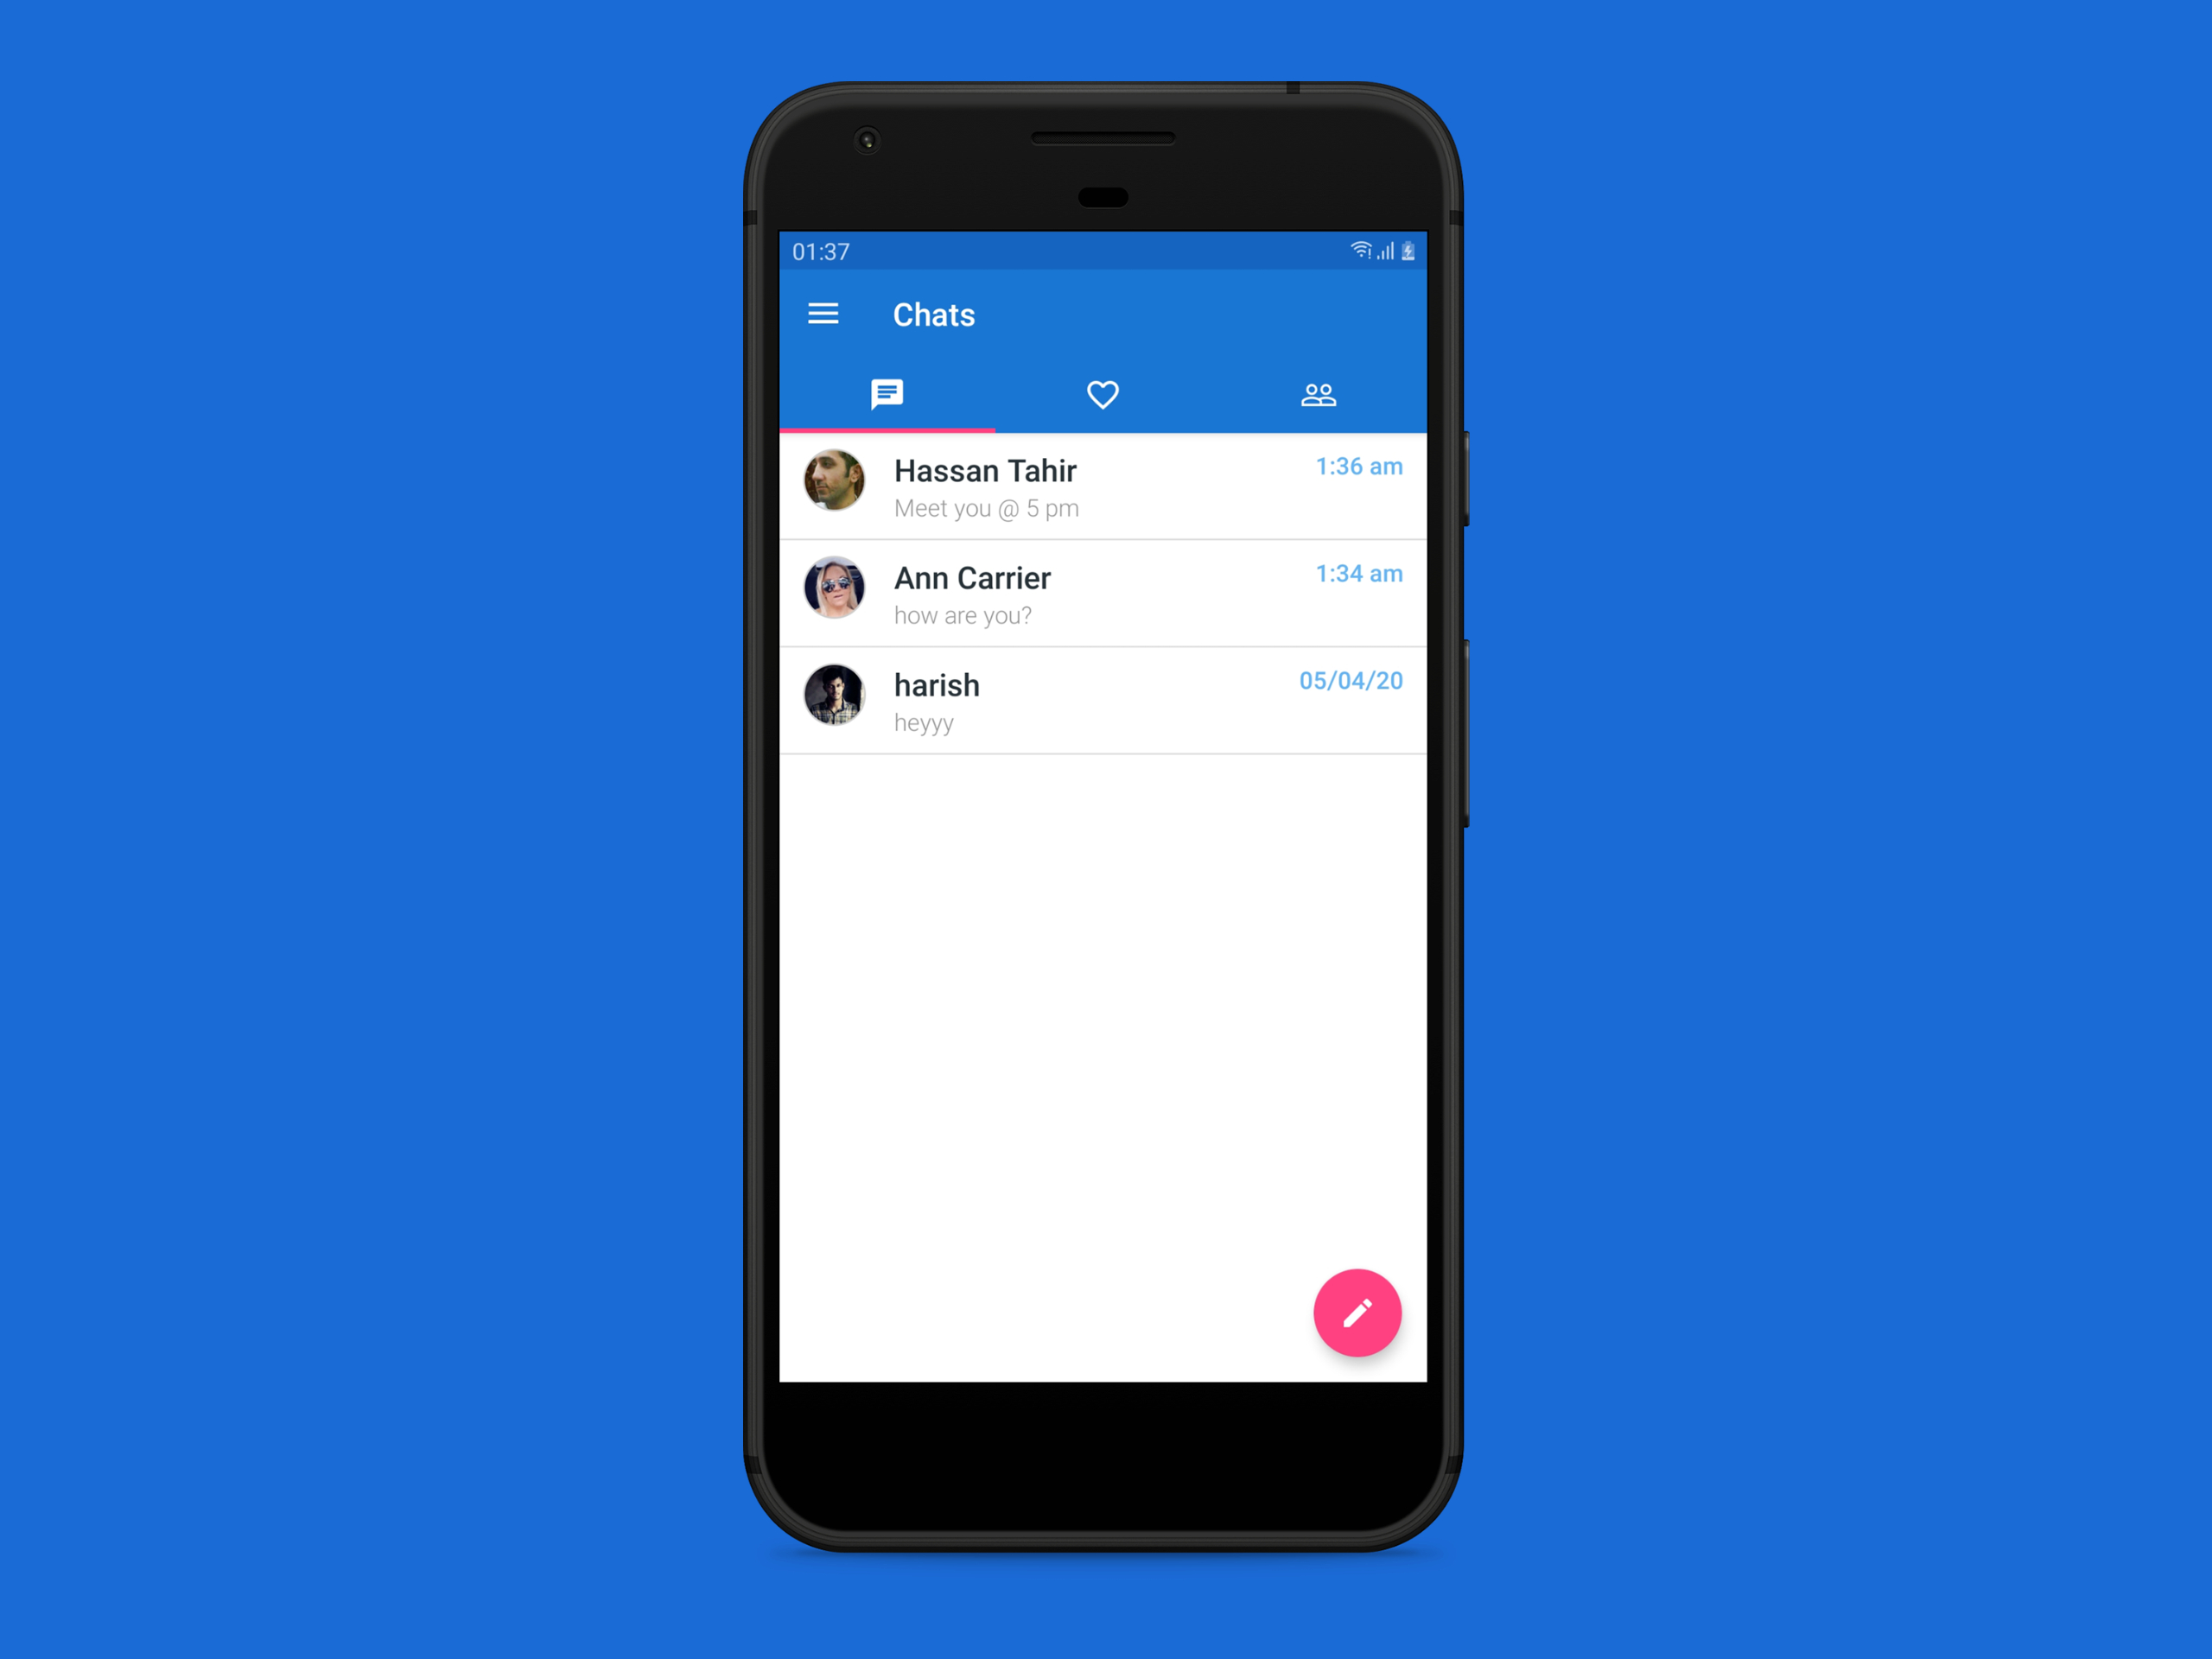 01:37
Chats
Hassan Tahir
1:36 am
Meet you @ 5 pm
Ann Carrier
1:34 am
how are you?
harish
05/04/20
heyyy